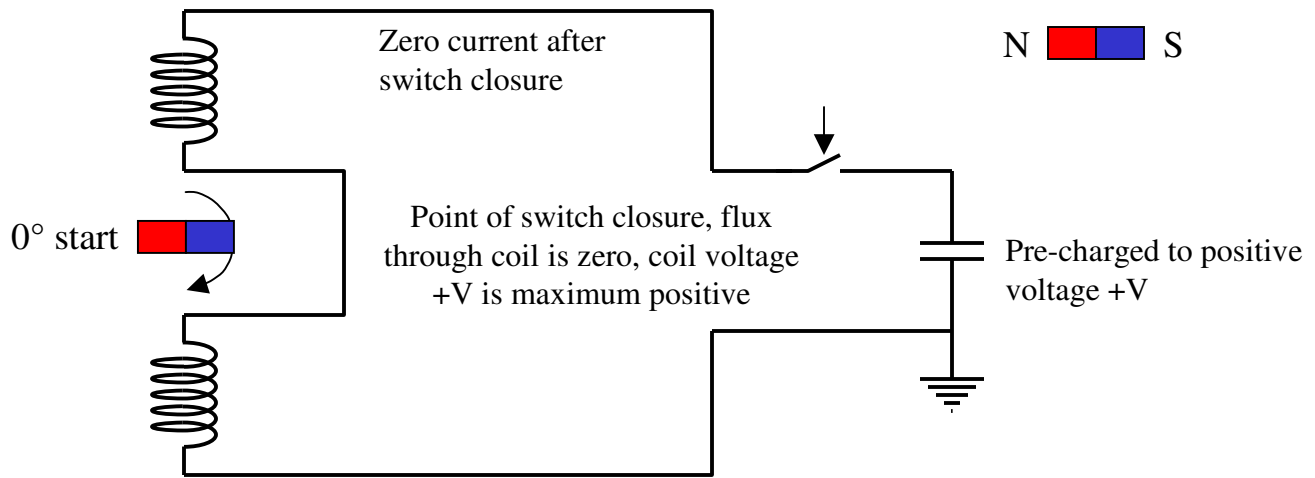 Zero current after
switch closure
N
S
0° start
Point of switch closure, flux
through coil is zero, coil voltage
+V is maximum positive
Pre-charged to positive
voltage +V